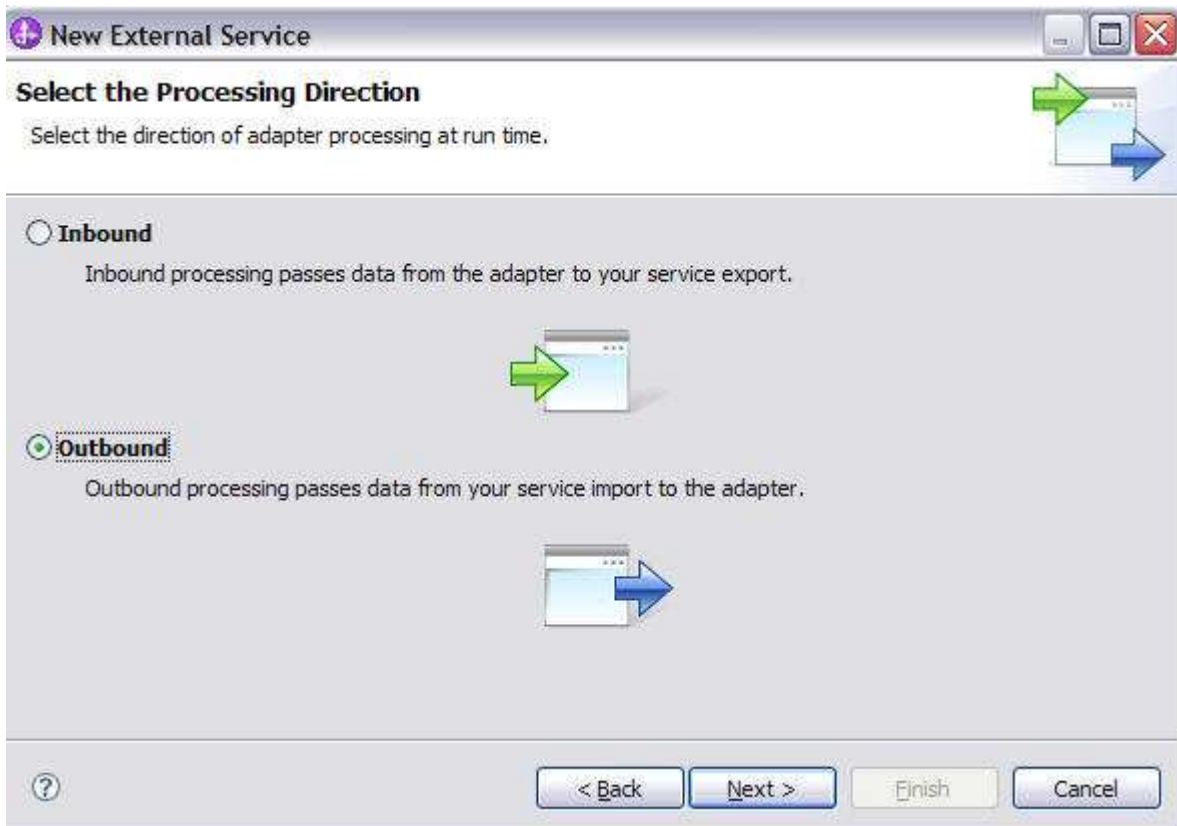 New External Service
Select the Processing Direction
Select the direction of adapter processing at run time.
Inbound
Inbound processing passes data from the adapter to your service export.
Outbound
Outbound processing passes data from your service import to the adapter.
?
< Back
Next >
Finish
Cancel